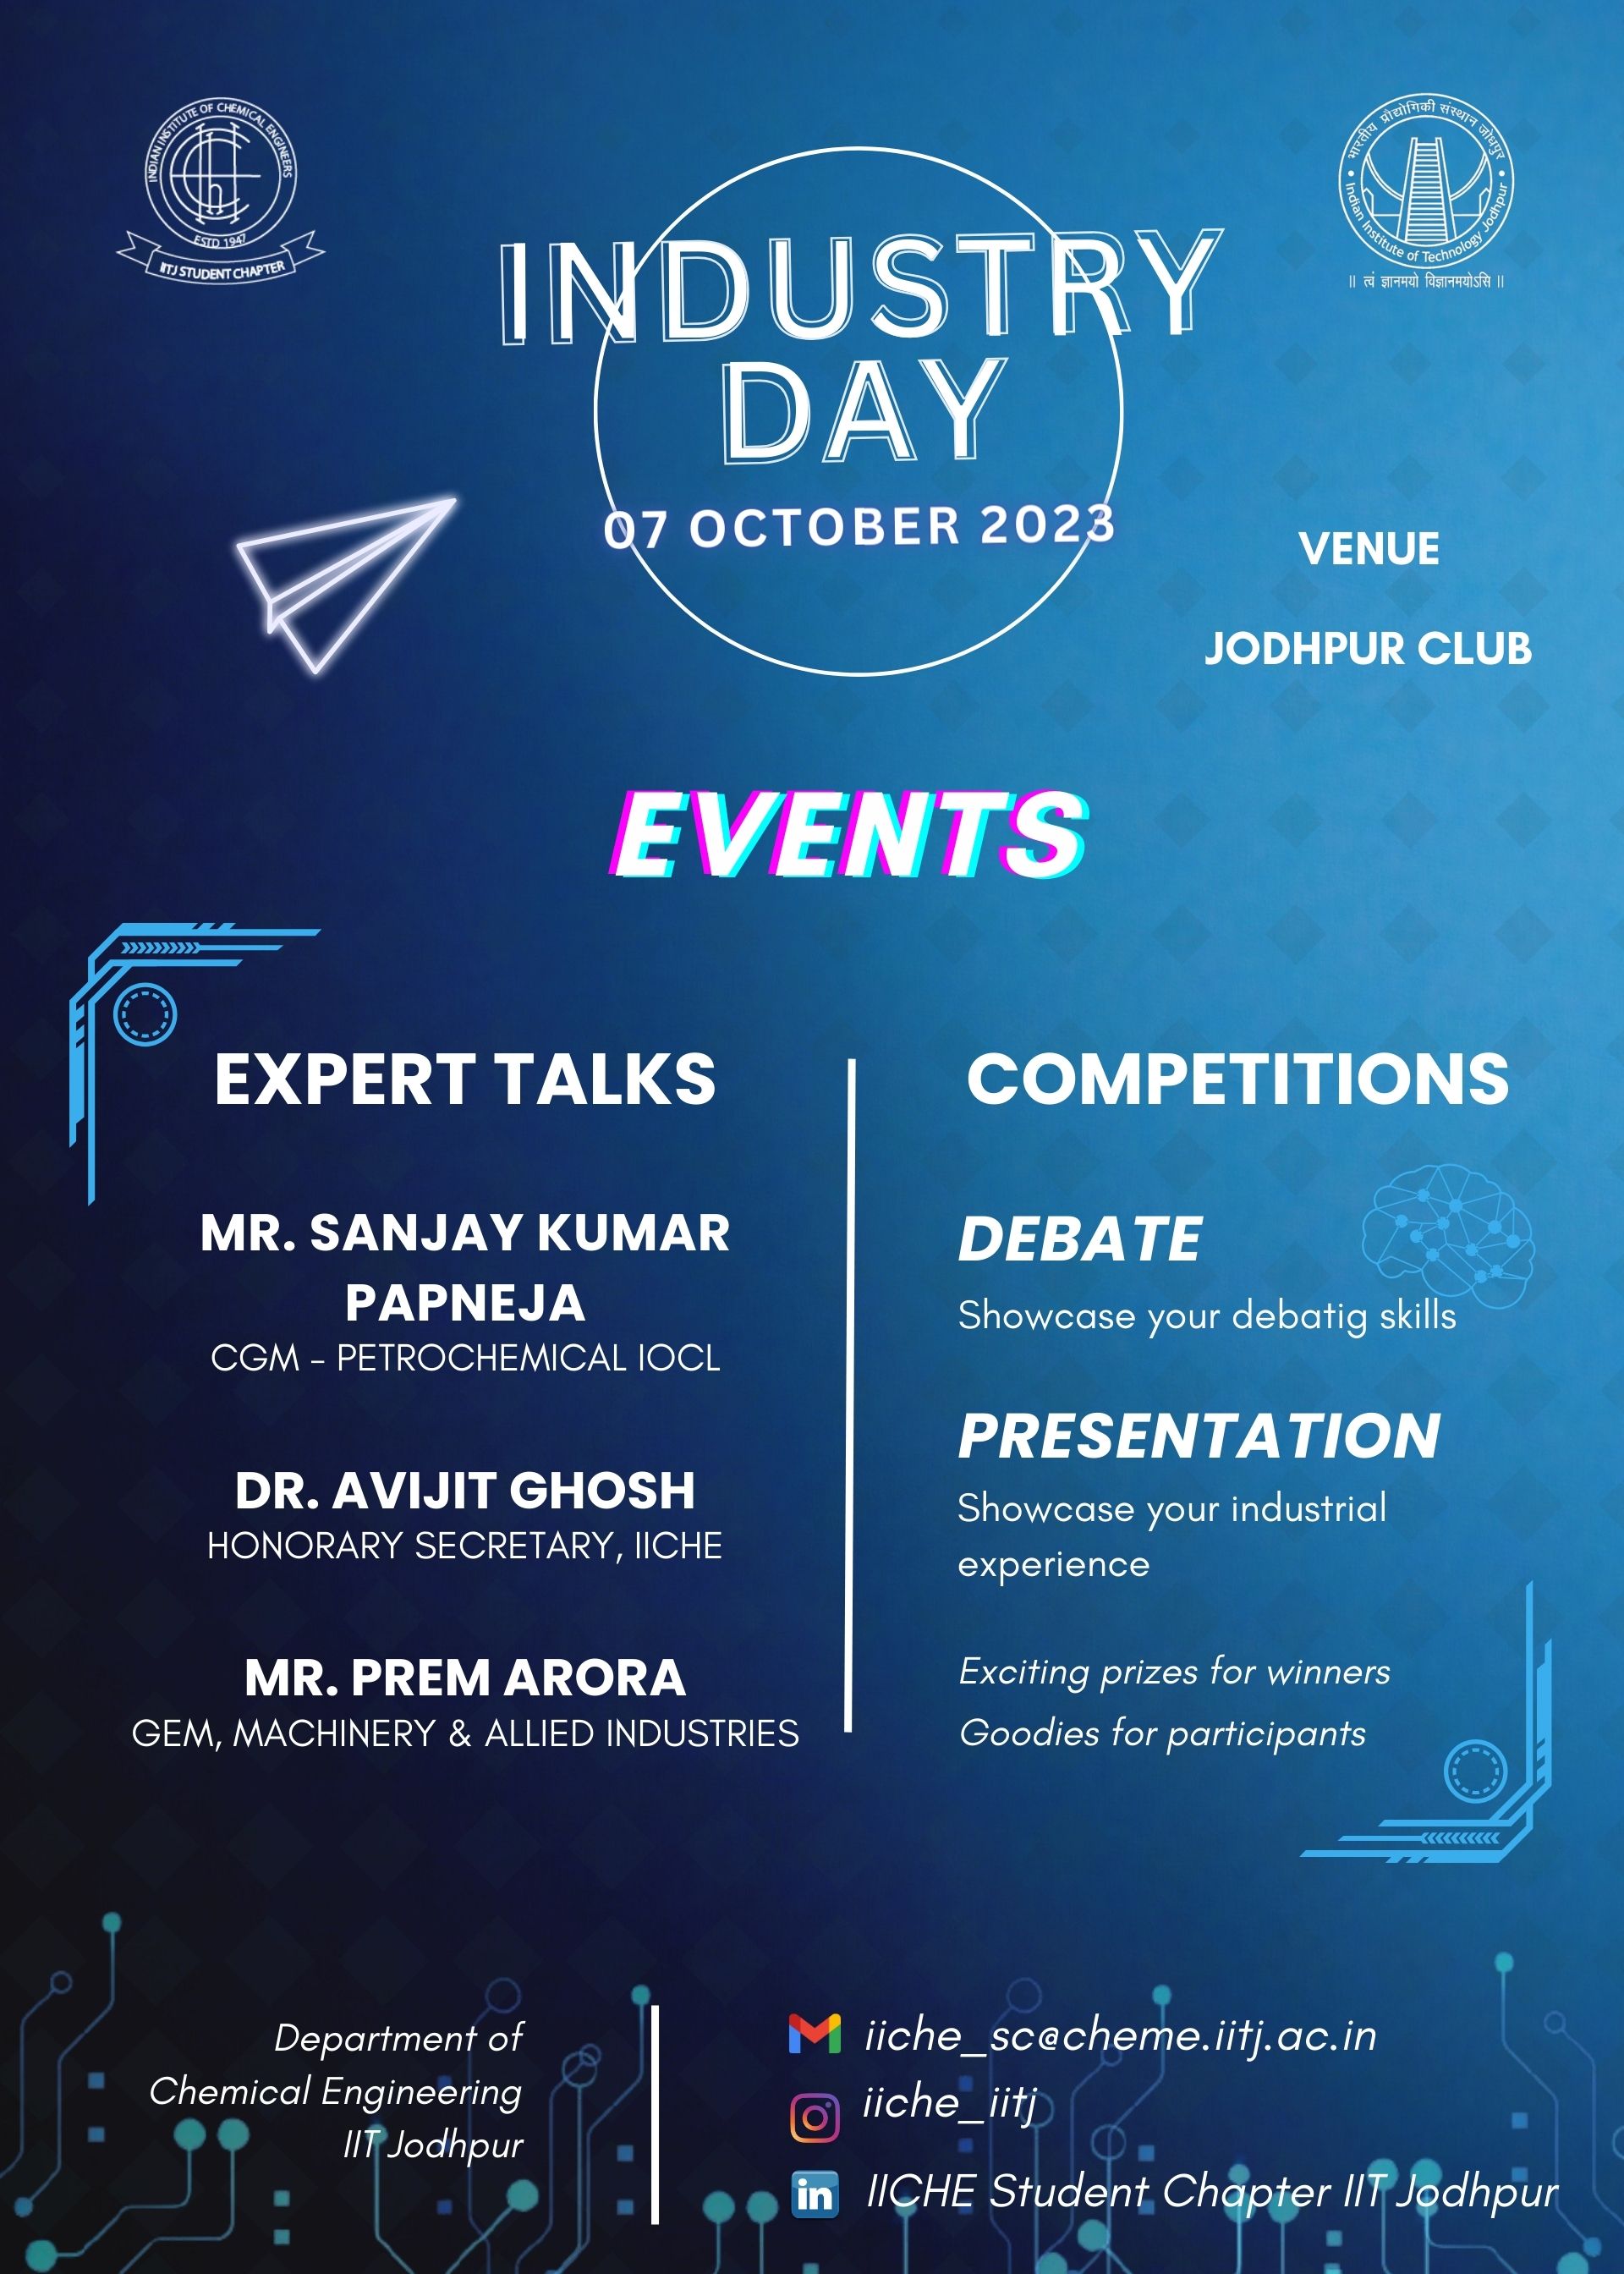 INDIAN INSTITUTE OF CHEMICAL ENGINEERS
ESTD 1947
IITJ STUDENT CHAPTER
भारतीय प्रौद्योगिकी संस्थान जोधपुर
Indian Institute of Technology Jodhpur
॥ त्वं ज्ञानमयो विज्ञानमयोऽसि ॥
INDUSTRY
DAY
07 OCTOBER 2023
VENUE
JODHPUR CLUB
EVENTS
EXPERT TALKS
MR. SANJAY KUMAR
PAPNEJA
CGM - PETROCHEMICAL IOCL
DR. AVIJIT GHOSH
HONORARY SECRETARY, IICHE
MR. PREM ARORA
GEM, MACHINERY & ALLIED INDUSTRIES
COMPETITIONS
DEBATE
Showcase your debatig skills
PRESENTATION
Showcase your industrial
experience
Exciting prizes for winners
Goodies for participants
Department of
Chemical Engineering
IIT Jodhpur
iiche_sc@cheme.iitj.ac.in
iiche_iitj
in IICHE Student Chapter IIT Jodhpur